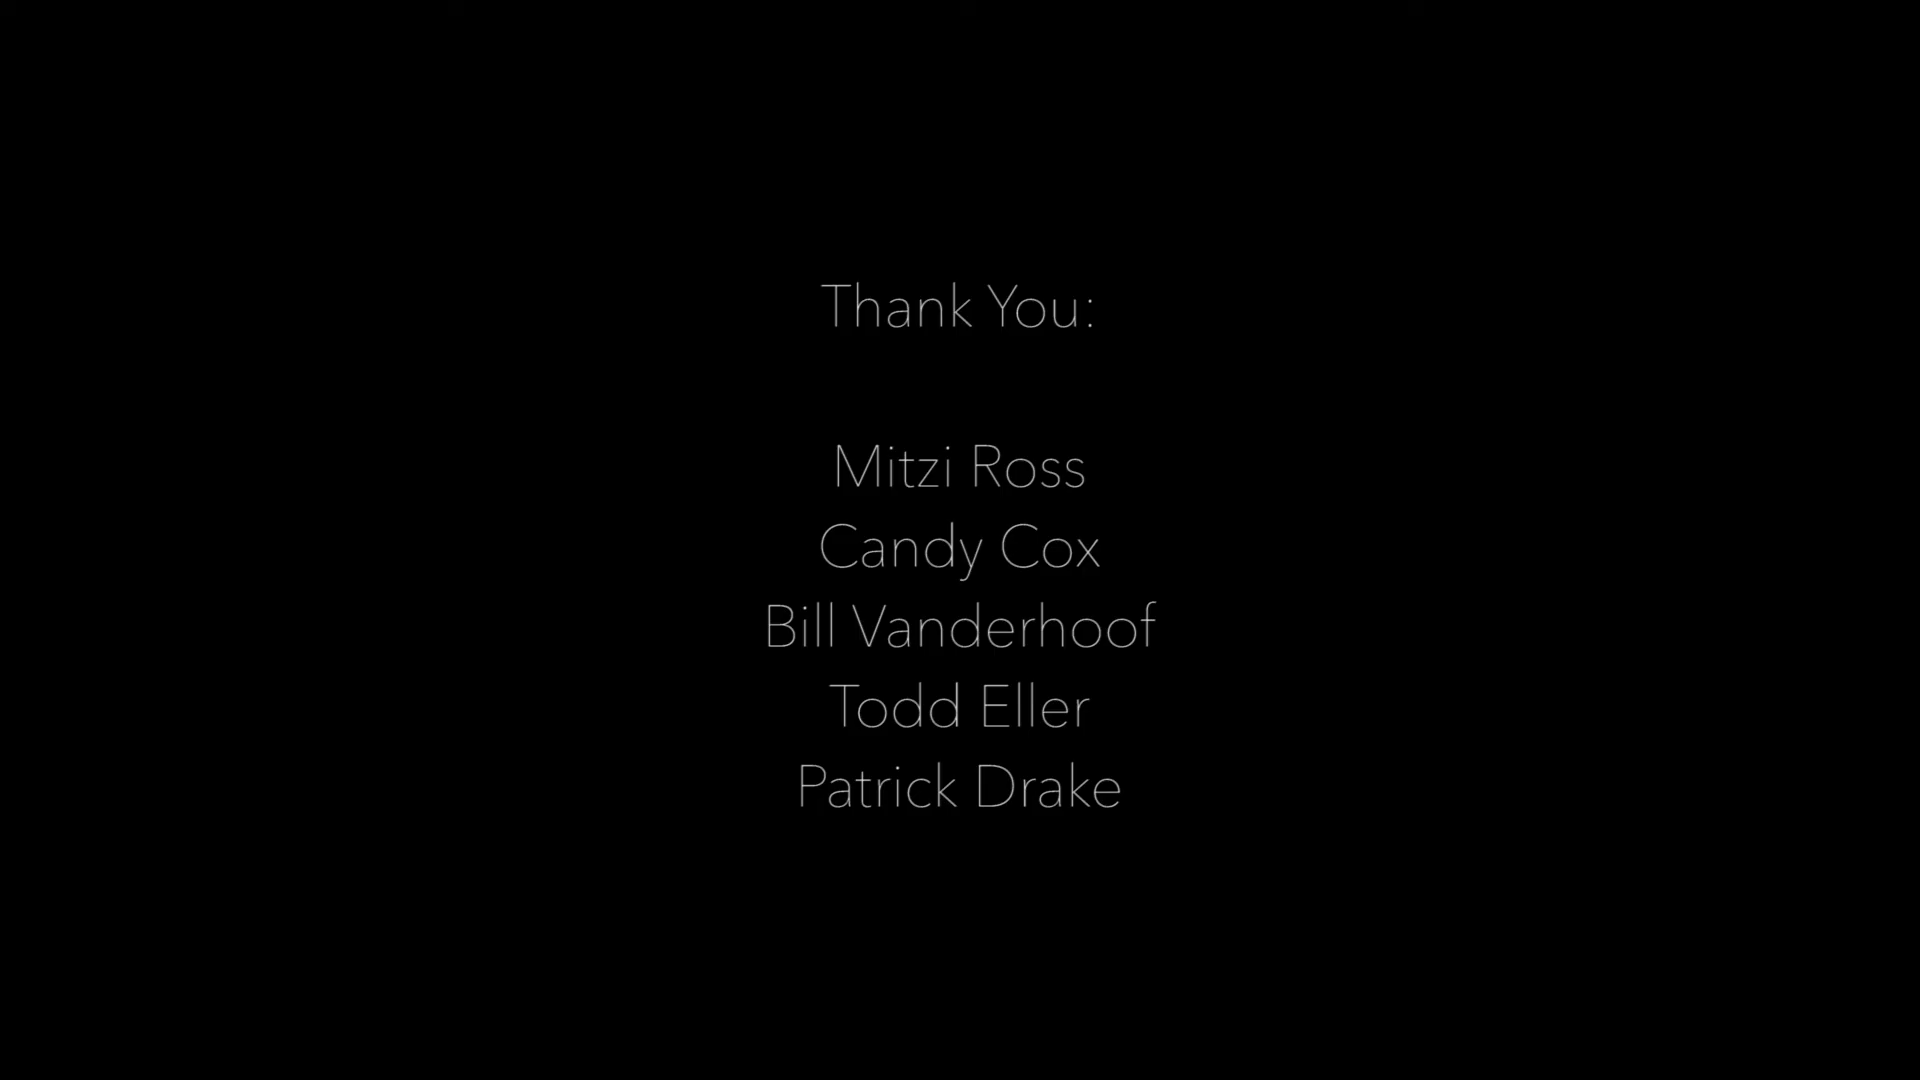 Thank You:
Mitzi Ross
Candy Cox
Bill Vanderhoof
Todd Eller
Patrick Drake